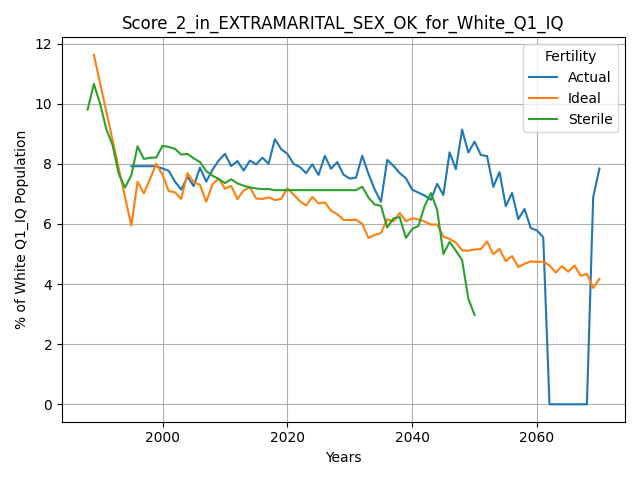 Score_2_in_EXTRAMARITAL_SEX_OK_for_White_Q1_IQ
Fertility
Actual
Ideal
Sterile
% of White Q1_IQ Population
12
10
8
6
4
2
0
2000
2020
2040
2060
Years